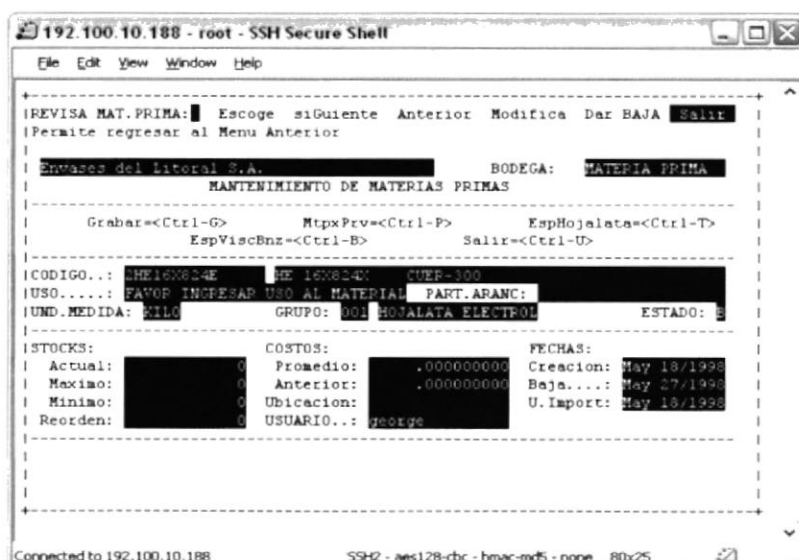 192.100.10.188 - root - SSH Secure Shell
File Edit View Window Help
REVISA MAT.PRIMA: Escoge siGuiente Anterior Modifica Dar BAJA Salir
Permite regresar al Menu Anterior
Envases del Litoral S.A. BODEGA: MATERIA PRIMA
MANTENIMIENTO DE MATERIAS PRIMAS
Grabar=<Ctrl-G> MtpxPrv=<Ctrl-P> EspHojalata=<Ctrl-T>
EspViscBnz=<Ctrl-B> Salir=<Ctrl-U>
CODIGO..: 2HE16X824E HE 16X824X CUER-300
USO.....: FAVOR INGRESAR USO AL MATERIAL PART.ARANC:
UND.MEDIDA: KILO GRUPO: 001 HOJALATA ELECTROL ESTADO: B
STOCKS: COSTOS: FECHAS:
Actual: 0 Promedio: .000000000 Creacion: May 18/1998
Maximo: 0 Anterior: .000000000 Baja....: May 27/1998
Minimo: 0 Ubicacion: U.Import: May 18/1998
Reorden: 0 USUARIO..: george
Connected to 192.100.10.188 SSH2 - aes128-cbc - hmac-md5 - none 80x25